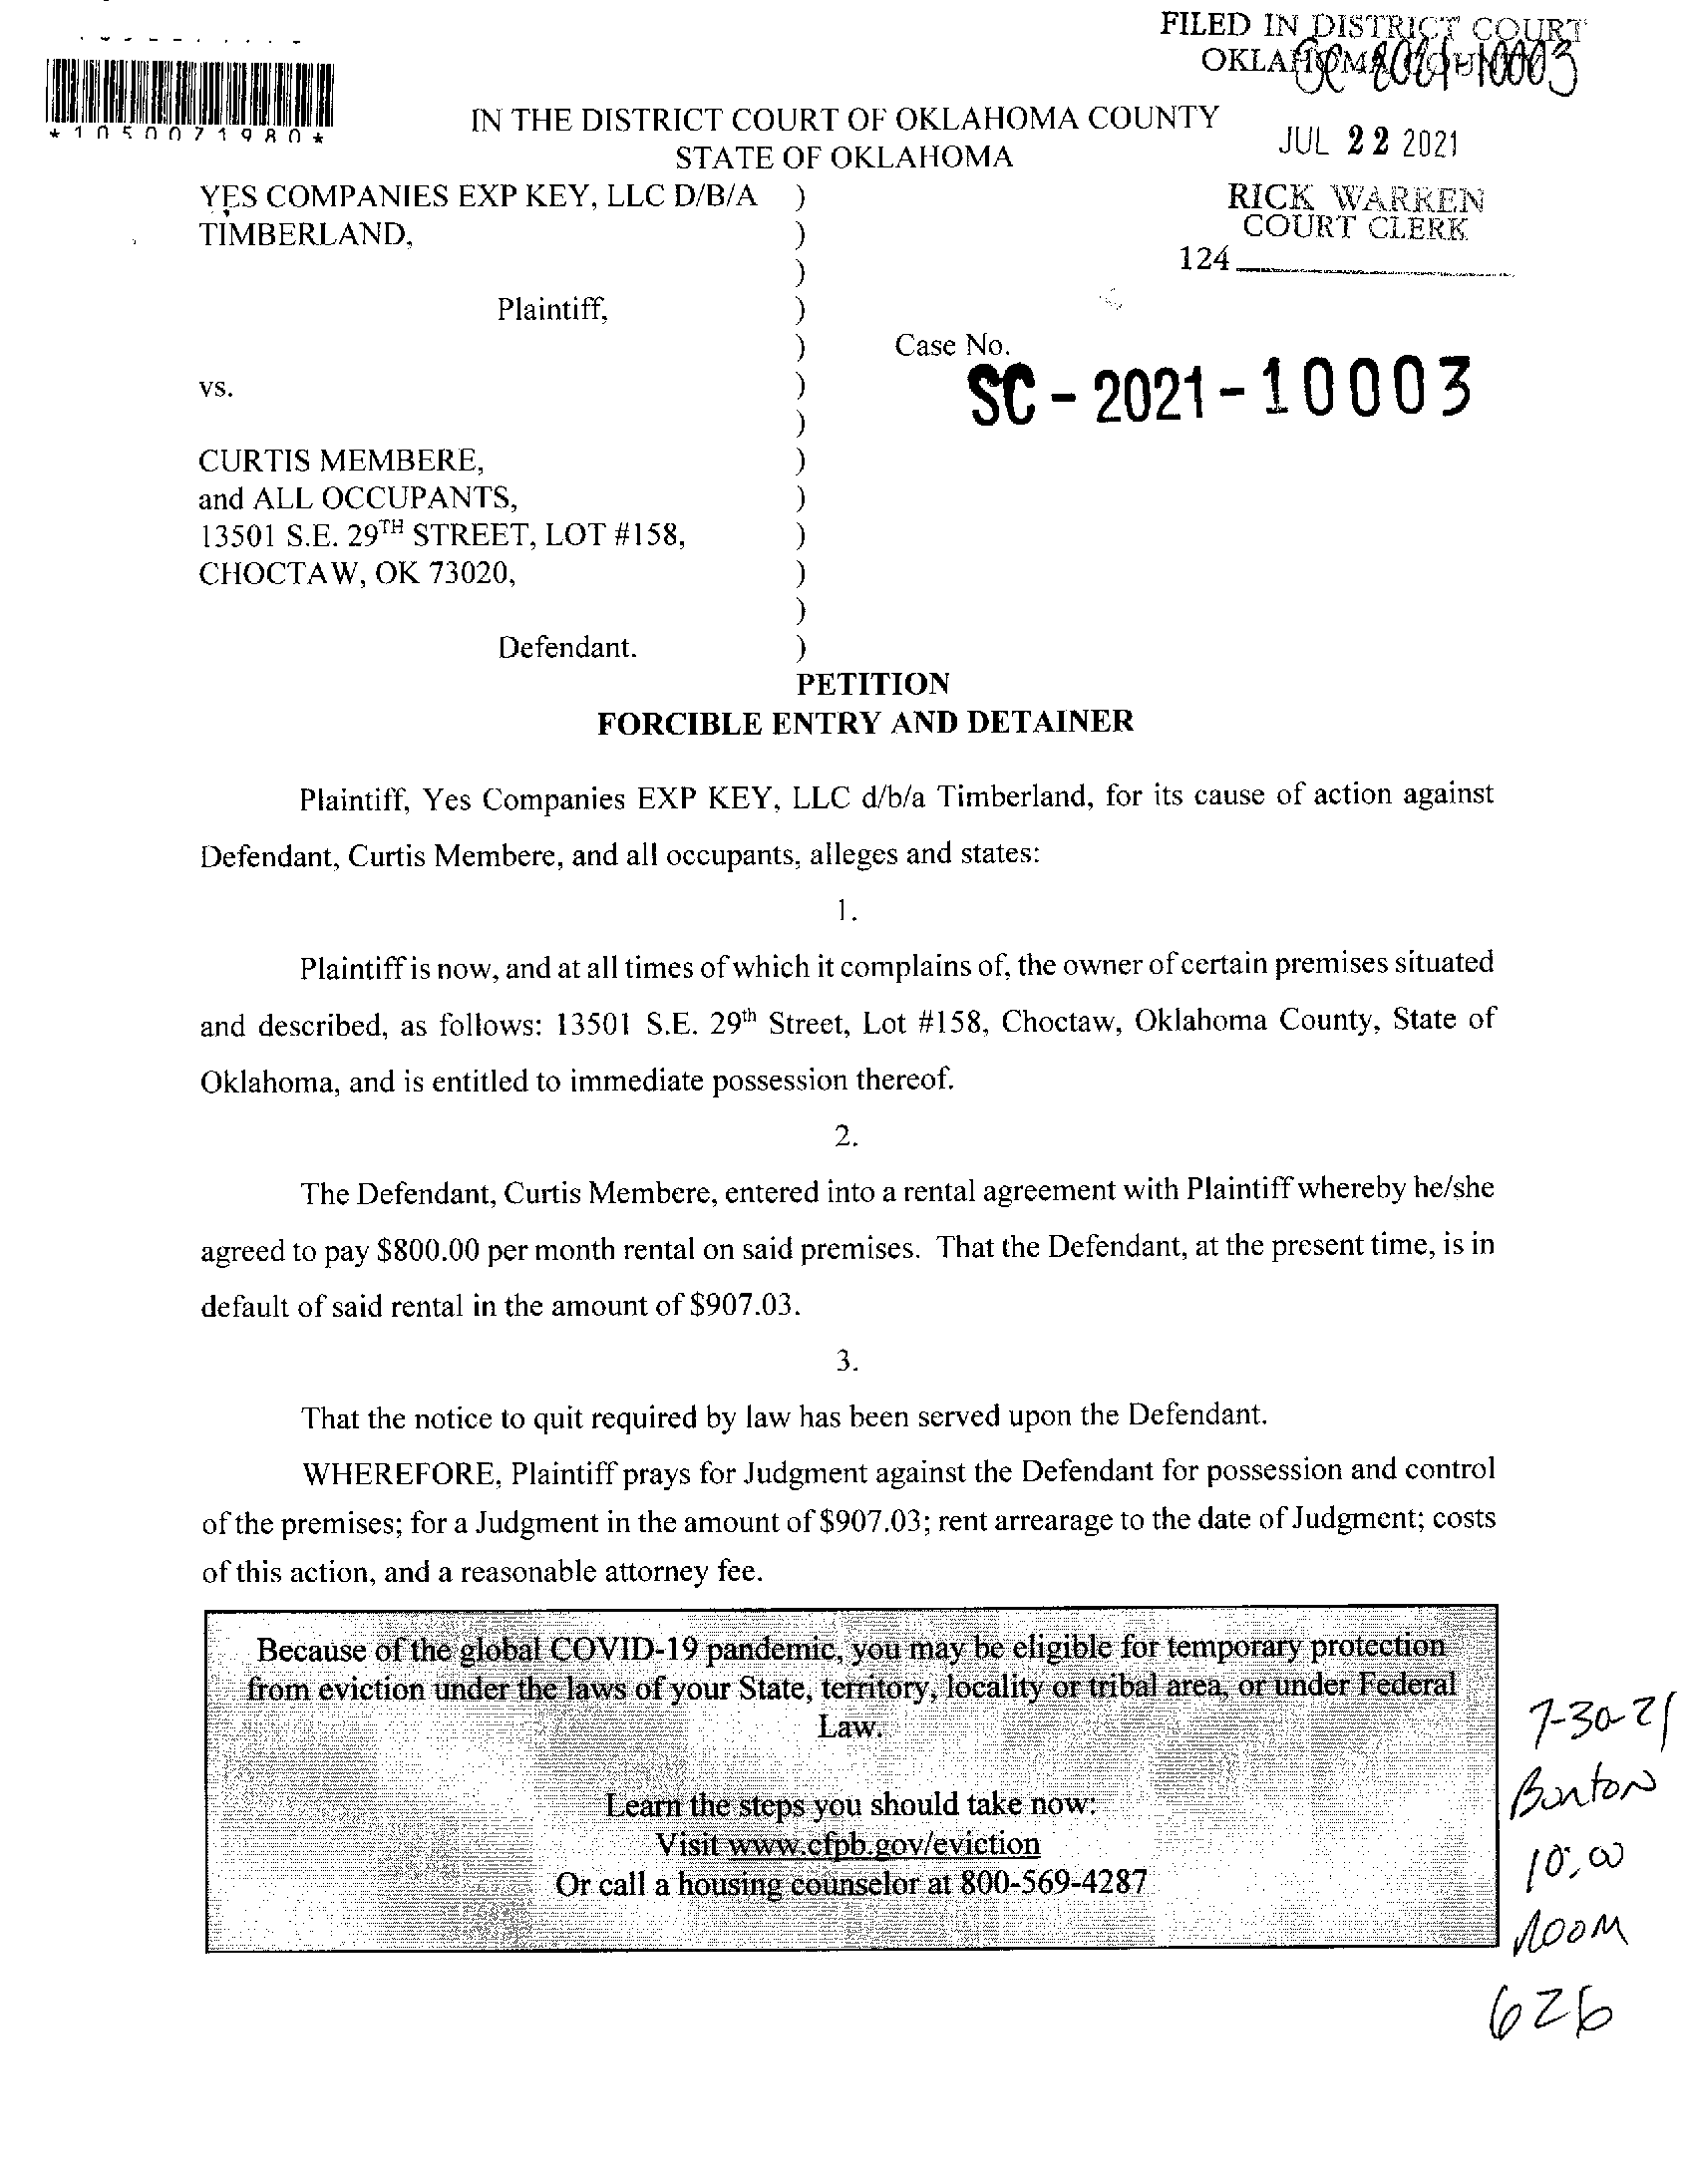 FILED IN DISTRICT COURT
OKLAHOMA COUNTY
SC-2021-10003
*1050071980*
IN THE DISTRICT COURT OF OKLAHOMA COUNTY
STATE OF OKLAHOMA
JUL 22 2021
RICK WARREN
COURT CLERK
124
YES COMPANIES EXP KEY, LLC D/B/A )
TIMBERLAND, )
)
Plaintiff, )
) Case No.
SC-2021-10003
vs. )
)
CURTIS MEMBERE, )
and ALL OCCUPANTS, )
13501 S.E. 29TH STREET, LOT #158, )
CHOCTAW, OK 73020, )
)
Defendant. )
PETITION
FORCIBLE ENTRY AND DETAINER
Plaintiff, Yes Companies EXP KEY, LLC d/b/a Timberland, for its cause of action against
Defendant, Curtis Membere, and all occupants, alleges and states:
1.
Plaintiff is now, and at all times of which it complains of, the owner of certain premises situated
and described, as follows: 13501 S.E. 29th Street, Lot #158, Choctaw, Oklahoma County, State of
Oklahoma, and is entitled to immediate possession thereof.
2.
The Defendant, Curtis Membere, entered into a rental agreement with Plaintiff whereby he/she
agreed to pay $800.00 per month rental on said premises. That the Defendant, at the present time, is in
default of said rental in the amount of $907.03.
3.
That the notice to quit required by law has been served upon the Defendant.
WHEREFORE, Plaintiff prays for Judgment against the Defendant for possession and control
of the premises; for a Judgment in the amount of $907.03; rent arrearage to the date of Judgment; costs
of this action, and a reasonable attorney fee.
Because of the global COVID-19 pandemic, you may be eligible for temporary protection
from eviction under the laws of your State, territory, locality or tribal area, or under Federal
Law.
Learn the steps you should take now:
Visit www.cfpb.gov/eviction
Or call a housing counselor at 800-569-4287
7-30-21
10:00
Room
626